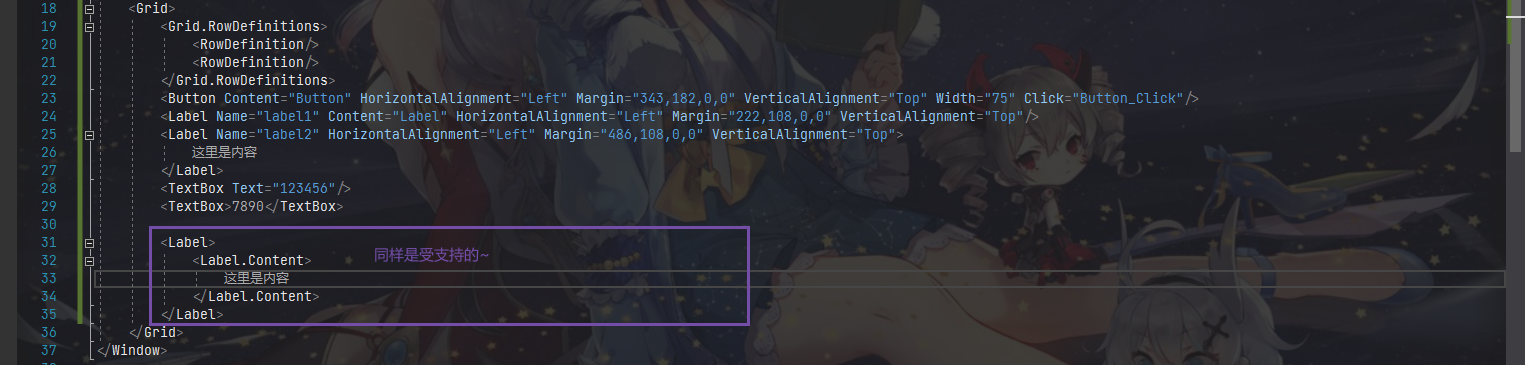 18 <Grid>
19 <Grid.RowDefinitions>
20 <RowDefinition/>
21 <RowDefinition/>
22 </Grid.RowDefinitions>
23 <Button Content="Button" HorizontalAlignment="Left" Margin="343,182,0,0" VerticalAlignment="Top" Width="75" Click="Button_Click"/>
24 <Label Name="label1" Content="Label" HorizontalAlignment="Left" Margin="222,108,0,0" VerticalAlignment="Top"/>
25 <Label Name="label2" HorizontalAlignment="Left" Margin="486,108,0,0" VerticalAlignment="Top">
26 这里是内容
27 </Label>
28 <TextBox Text="123456"/>
29 <TextBox>7890</TextBox>
30
31 <Label>
32 <Label.Content> 同样是受支持的~
33 这里是内容
34 </Label.Content>
35 </Label>
36 </Grid>
37 </Window>